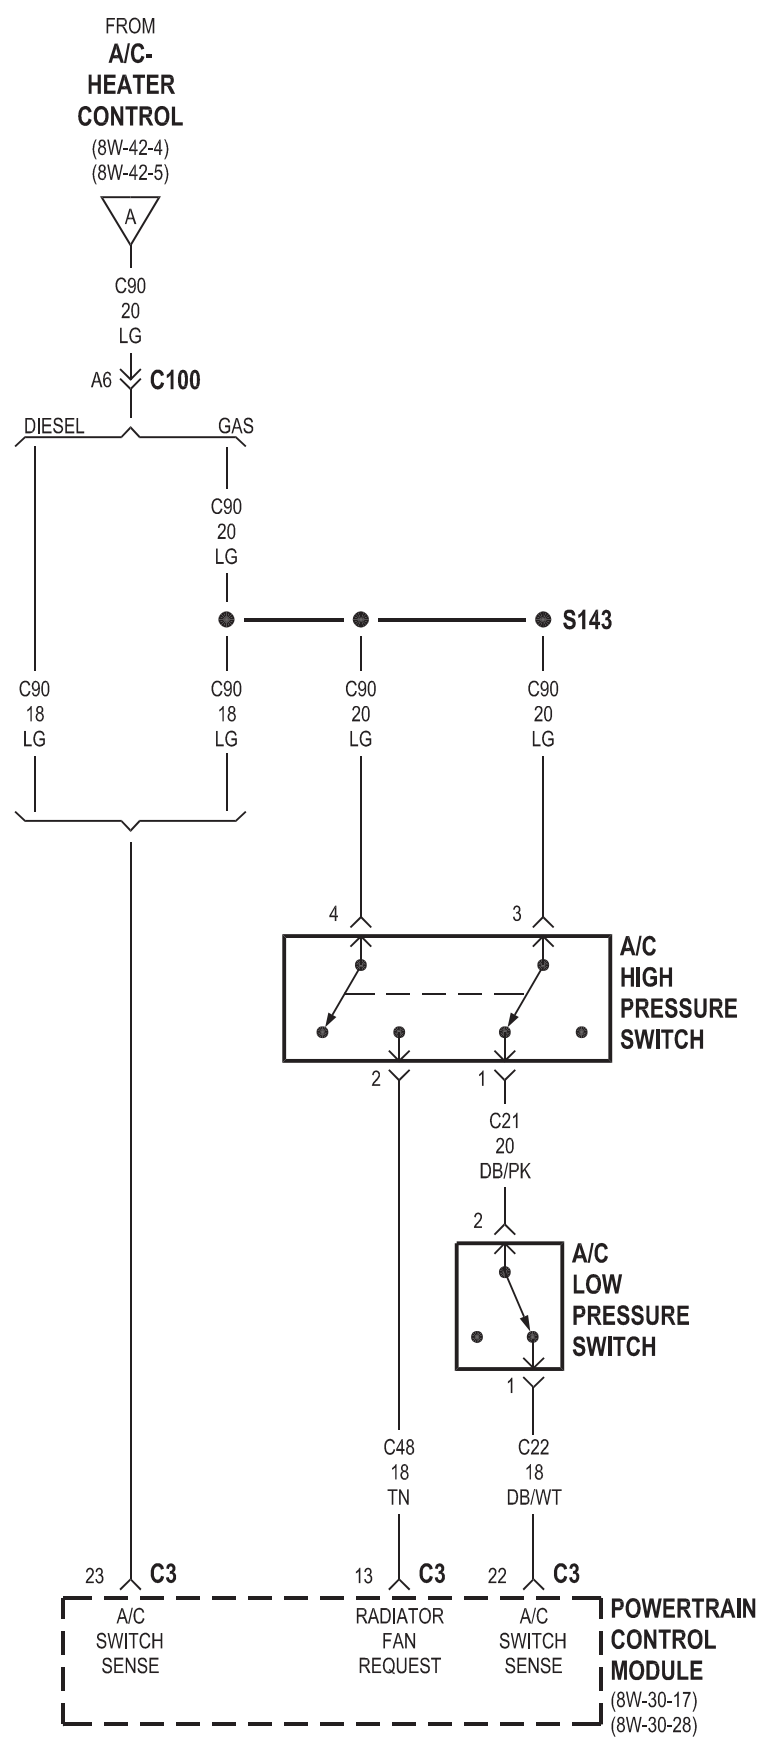 FROM
A/C-
HEATER
CONTROL
(8W-42-4)
(8W-42-5)
A
C90
20
LG
A6 C100
DIESEL GAS
C90
20
LG
S143
C90 C90 C90 C90
18 18 20 20
LG LG LG LG
4 3
A/C
HIGH
PRESSURE
SWITCH
2 1
C21
20
DB/PK
2
A/C
LOW
PRESSURE
SWITCH
1
C48 C22
18 18
TN DB/WT
23 C3 13 C3 22 C3
A/C RADIATOR A/C
SWITCH FAN SWITCH
SENSE REQUEST SENSE
POWERTRAIN
CONTROL
MODULE
(8W-30-17)
(8W-30-28)